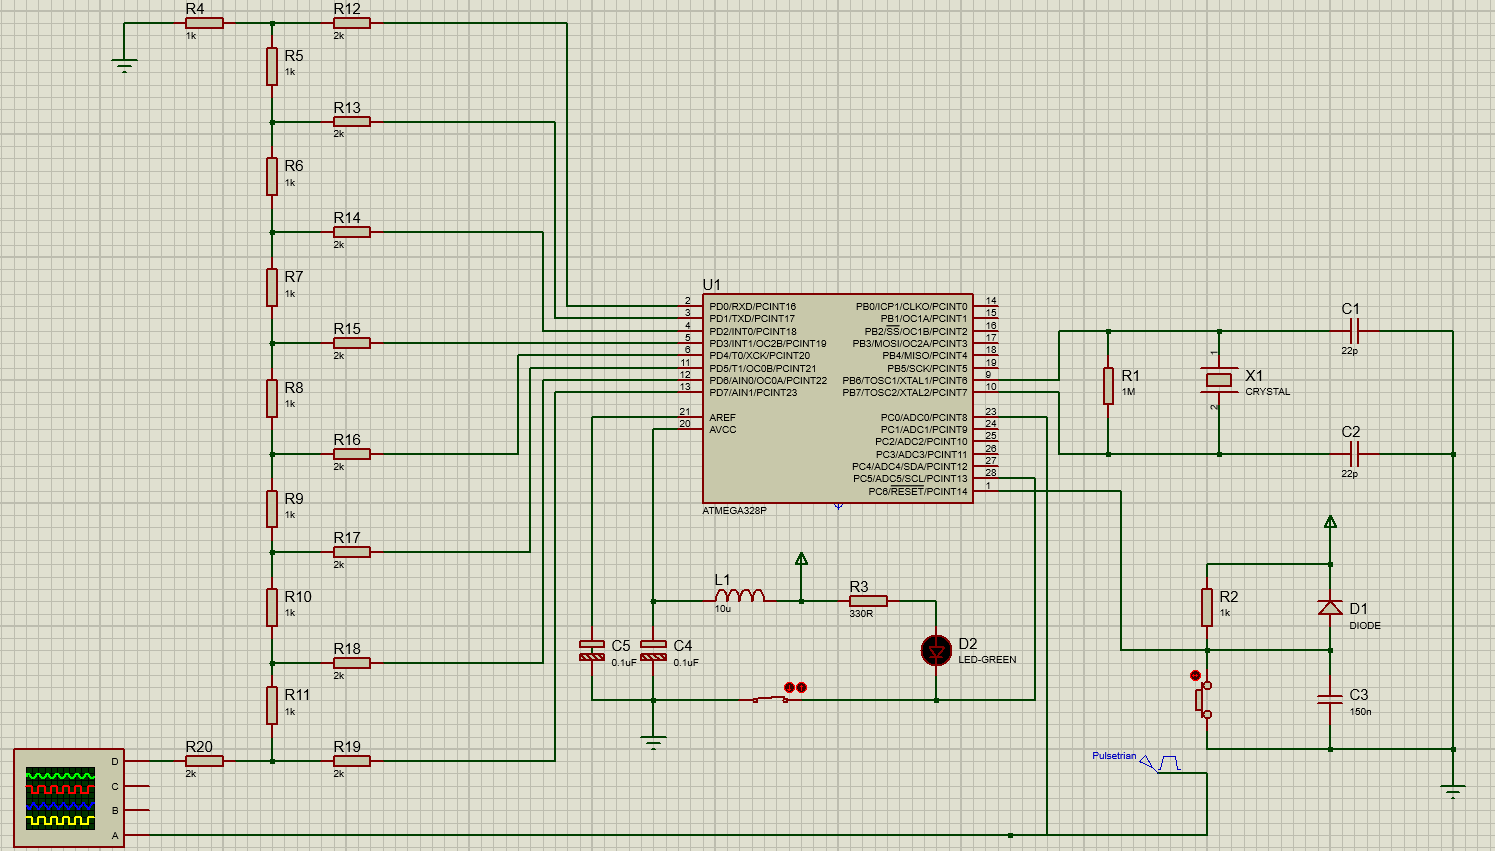 R4
1k
R12
2k
R5
1k
R13
2k
R6
1k
R14
2k
R7
1k
R15
2k
R8
1k
R16
2k
R9
1k
R17
2k
R10
1k
R18
2k
R11
1k
R20
2k
R19
2k
D
C
B
A
U1
2 PD0/RXD/PCINT16 PB0/ICP1/CLKO/PCINT0 14
3 PD1/TXD/PCINT17 PB1/OC1A/PCINT1 15
4 PD2/INT0/PCINT18 PB2/SS/OC1B/PCINT2 16
5 PD3/INT1/OC2B/PCINT19 PB3/MOSI/OC2A/PCINT3 17
6 PD4/T0/XCK/PCINT20 PB4/MISO/PCINT4 18
11 PD5/T1/OC0B/PCINT21 PB5/SCK/PCINT5 19
12 PD6/AIN0/OC0A/PCINT22 PB6/TOSC1/XTAL1/PCINT6 9
13 PD7/AIN1/PCINT23 PB7/TOSC2/XTAL2/PCINT7 10
21 AREF PC0/ADC0/PCINT8 23
20 AVCC PC1/ADC1/PCINT9 24
PC2/ADC2/PCINT10 25
PC3/ADC3/PCINT11 26
PC4/ADC4/SDA/PCINT12 27
PC5/ADC5/SCL/PCINT13 28
PC6/RESET/PCINT14 1
ATMEGA328P
L1
10u
R3
330R
C5
0.1uF
C4
0.1uF
D2
LED-GREEN
R1
1M
1
X1
CRYSTAL
2
C1
22p
C2
22p
R2
1k
D1
DIODE
C3
150n
Pulsetrian